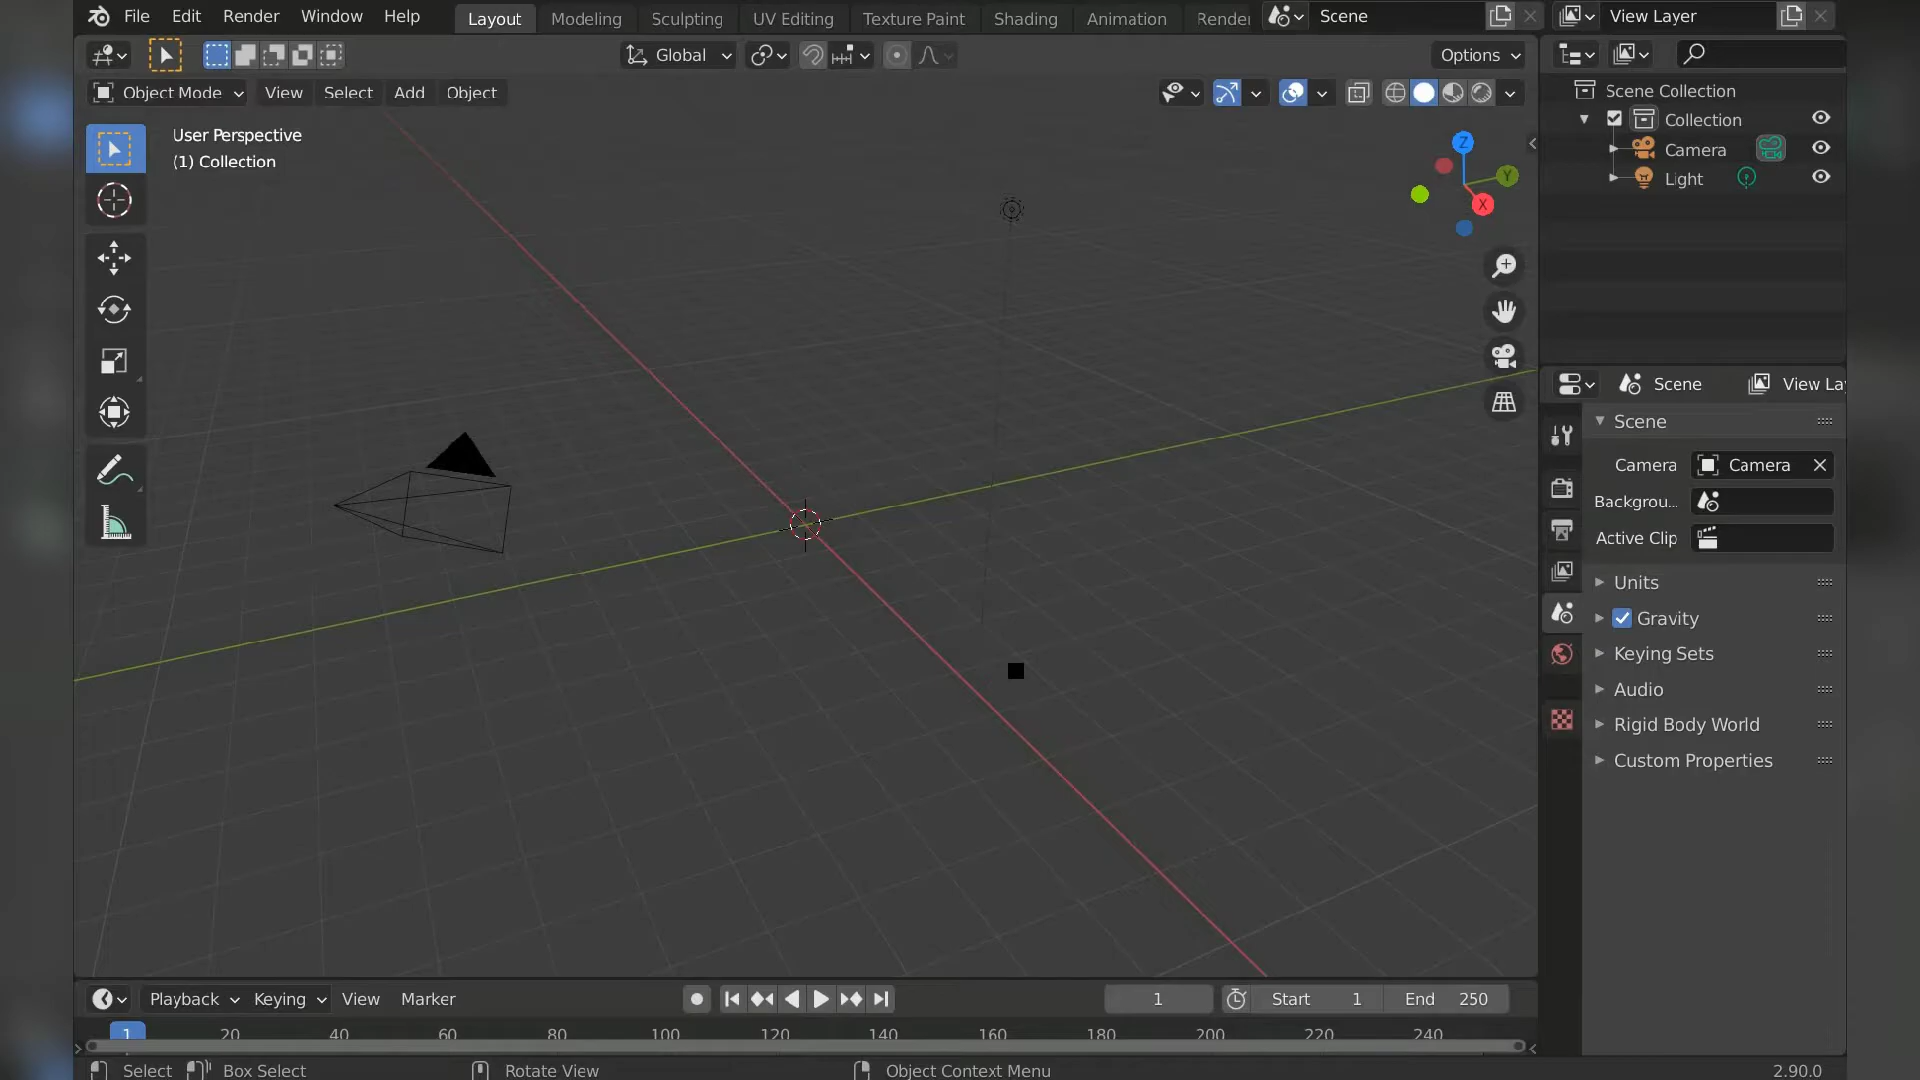 File Edit Render Window Help Layout Modeling Sculpting UV Editing Texture Paint Shading Animation Render Scene View Layer
Global Options
Object Mode View Select Add Object
User Perspective
(1) Collection
Z
Y
X
Scene Collection
Collection
Camera
Light
Scene View La
Scene
Camera Camera
Backgrou...
Active Clip
Units
Gravity
Keying Sets
Audio
Rigid Body World
Custom Properties
Playback Keying View Marker 1 Start 1 End 250
1 20 40 60 80 100 120 140 160 180 200 220 240
Select Box Select Rotate View Object Context Menu 2.90.0